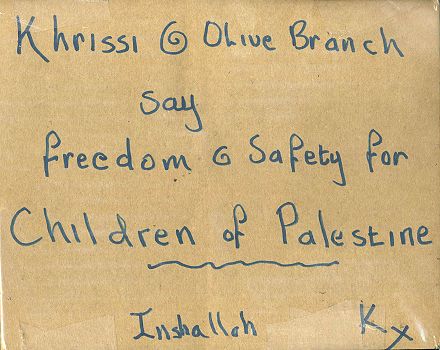 Khrissi @ Olive Branch
say
freedom @ Safety for
Children of Palestine
Inshallah
Kx